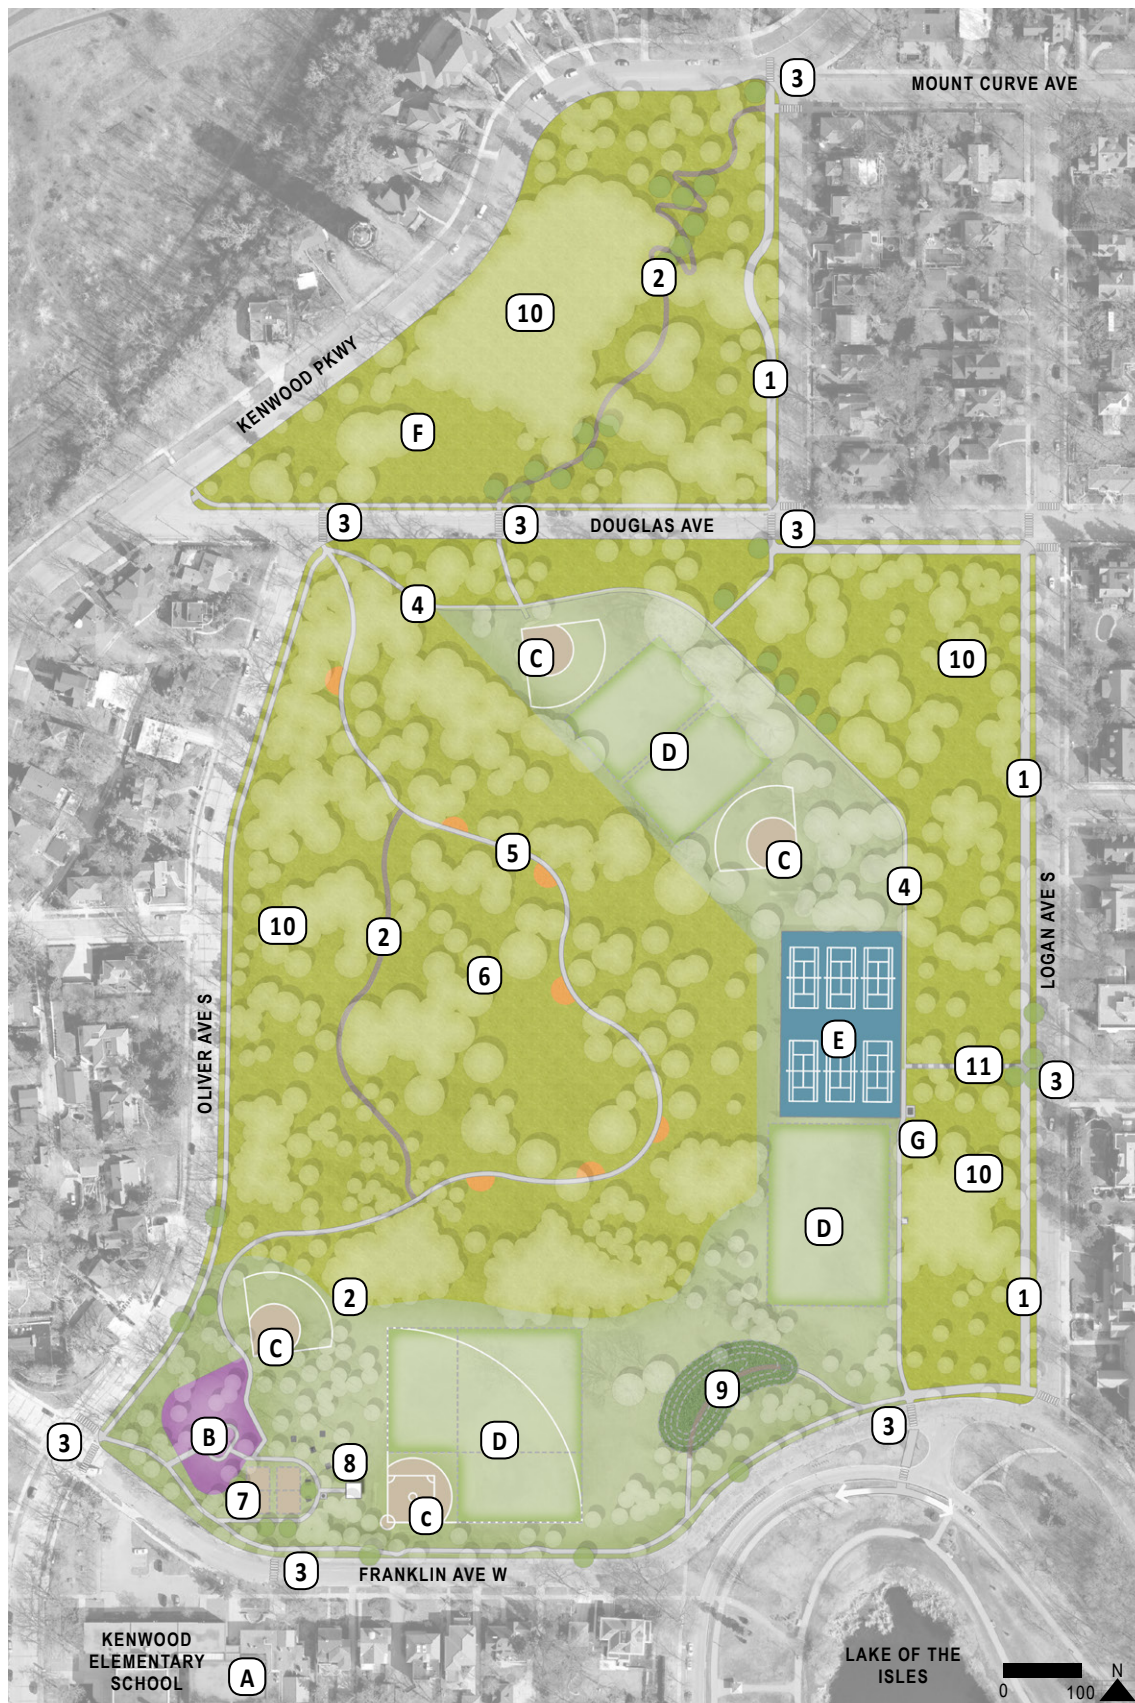 3
MOUNT CURVE AVE
2
10
1
KENWOOD PKWY
F
3
3
DOUGLAS AVE
3
4
C
10
D
1
5
C
4
LOGAN AVE S
10
2
6
E
OLIVER AVE S
11
3
G
10
D
2
1
C
9
B
3
D
3
8
7
C
3
FRANKLIN AVE W
KENWOOD
ELEMENTARY
SCHOOL
A
LAKE OF THE
ISLES
N
0
100